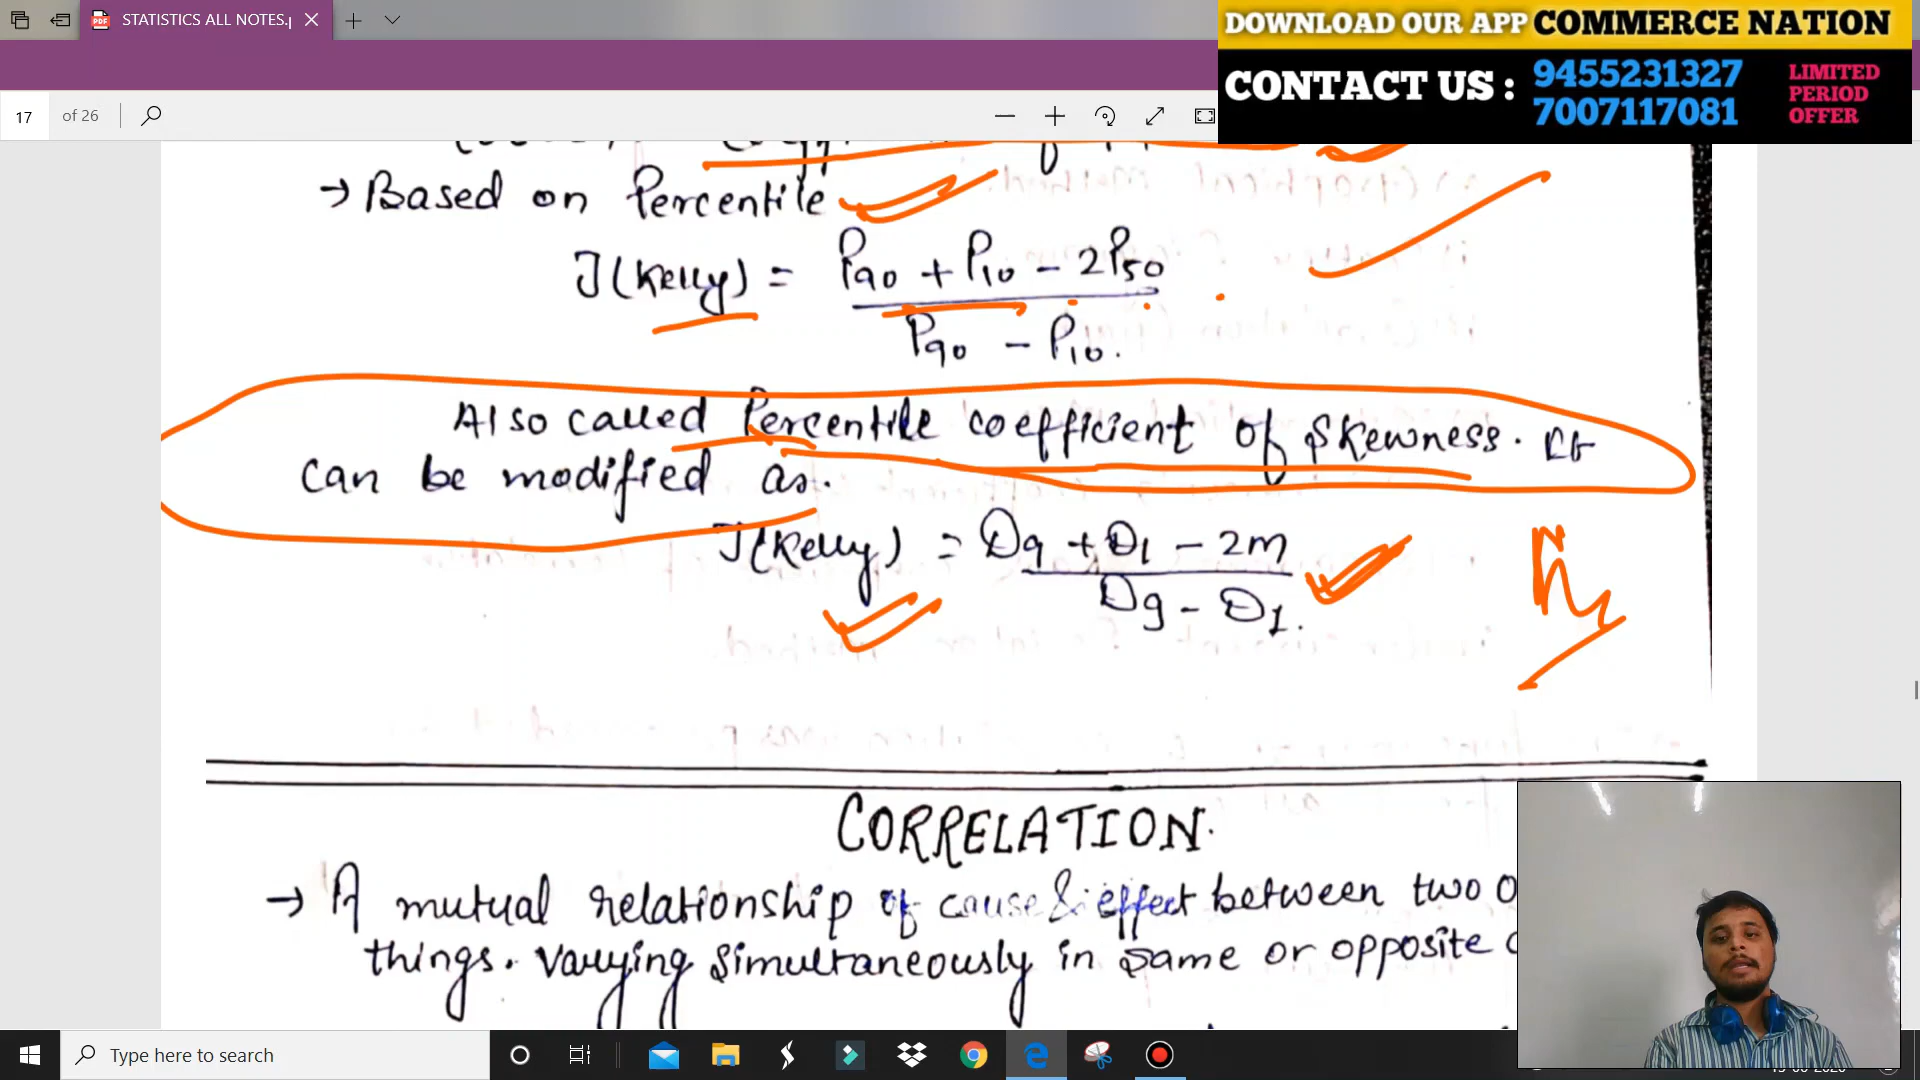 STATISTICS ALL NOTES.p
DOWNLOAD OUR APP COMMERCE NATION
CONTACT US : 9455231327
7007117081
LIMITED
PERIOD
OFFER
17 of 26
→ Based on Percentile
J(Kelly) = P90 + P10 - 2P50
P90 - P10.
Also called Percentile coefficient of Skewness. It
can be modified as.
J(Kelly) = D9 + D1 - 2m
D9 - D1.
CORRELATION.
→ A mutual relationship of cause & effect between two o
things. Varying simultaneously in same or opposite
Type here to search